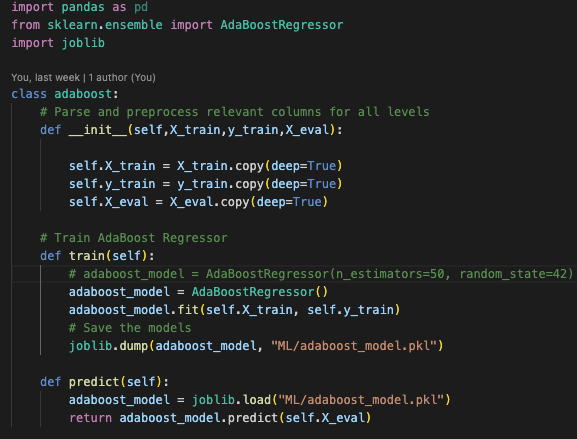 import pandas as pd
from sklearn.ensemble import AdaBoostRegressor
import joblib
You, last week | 1 author (You)
class adaboost:
    # Parse and preprocess relevant columns for all levels
    def __init__(self,X_train,y_train,X_eval):
        self.X_train = X_train.copy(deep=True)
        self.y_train = y_train.copy(deep=True)
        self.X_eval = X_eval.copy(deep=True)
    # Train AdaBoost Regressor
    def train(self):
        # adaboost_model = AdaBoostRegressor(n_estimators=50, random_state=42)
        adaboost_model = AdaBoostRegressor()
        adaboost_model.fit(self.X_train, self.y_train)
        # Save the models
        joblib.dump(adaboost_model, "ML/adaboost_model.pkl")
    def predict(self):
        adaboost_model = joblib.load("ML/adaboost_model.pkl")
        return adaboost_model.predict(self.X_eval)